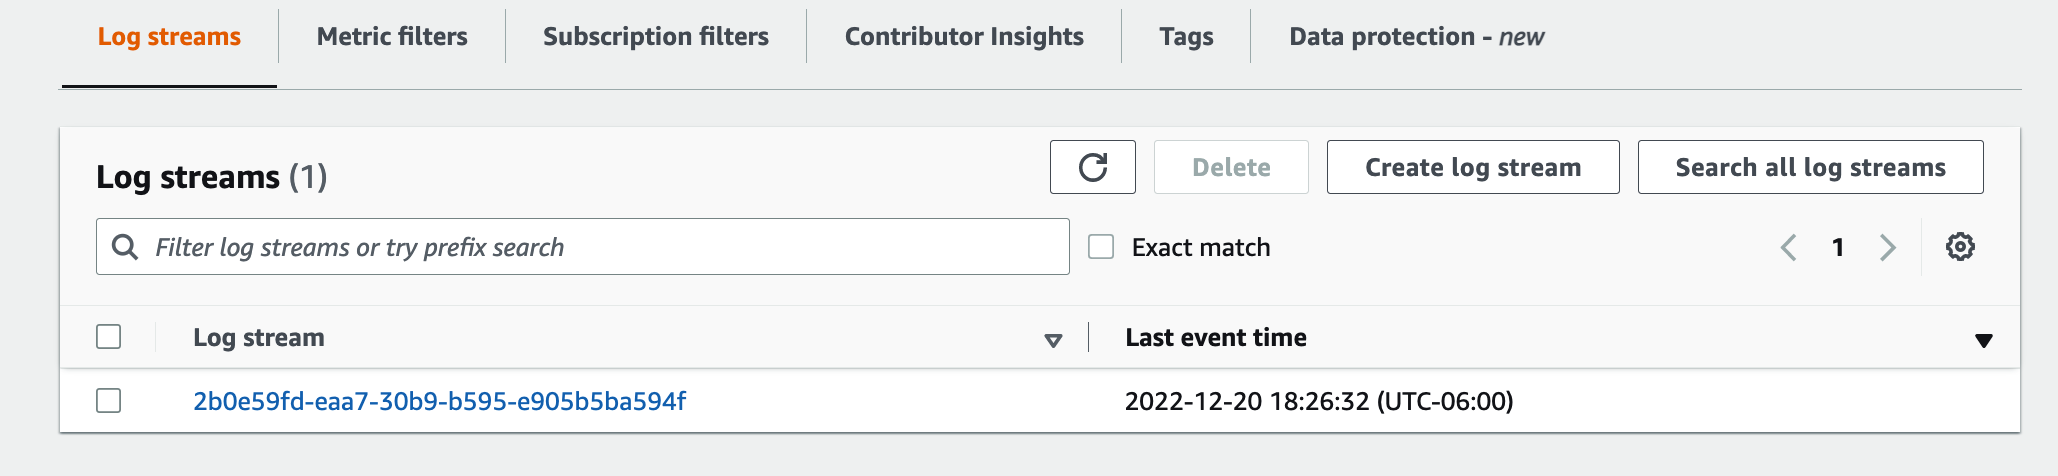 Log streams
Metric filters
Subscription filters
Contributor Insights
Tags
Data protection - new
Log streams (1)
Delete
Create log stream
Search all log streams
Filter log streams or try prefix search
Exact match
1
Log stream
Last event time
2b0e59fd-eaa7-30b9-b595-e905b5ba594f
2022-12-20 18:26:32 (UTC-06:00)